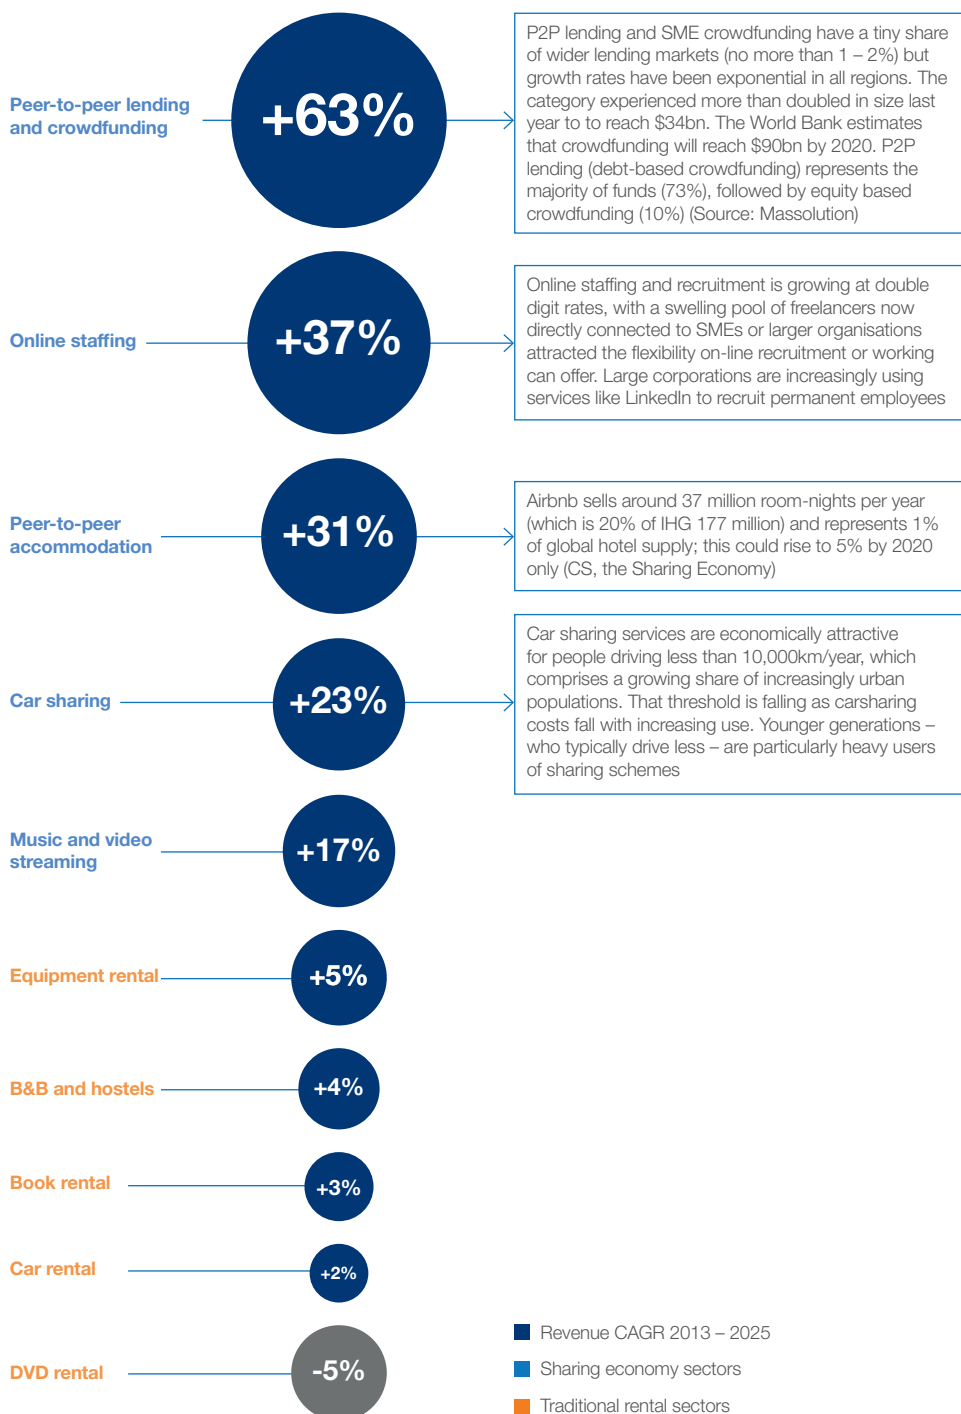 Peer-to-peer lending
and crowdfunding
+63%
P2P lending and SME crowdfunding have a tiny share
of wider lending markets (no more than 1 – 2%) but
growth rates have been exponential in all regions. The
category experienced more than doubled in size last
year to to reach $34bn. The World Bank estimates
that crowdfunding will reach $90bn by 2020. P2P
lending (debt-based crowdfunding) represents the
majority of funds (73%), followed by equity based
crowdfunding (10%) (Source: Massolution)
Online staffing
+37%
Online staffing and recruitment is growing at double
digit rates, with a swelling pool of freelancers now
directly connected to SMEs or larger organisations
attracted the flexibility on-line recruitment or working
can offer. Large corporations are increasingly using
services like LinkedIn to recruit permanent employees
Peer-to-peer
accommodation
+31%
Airbnb sells around 37 million room-nights per year
(which is 20% of IHG 177 million) and represents 1%
of global hotel supply; this could rise to 5% by 2020
only (CS, the Sharing Economy)
Car sharing
+23%
Car sharing services are economically attractive
for people driving less than 10,000km/year, which
comprises a growing share of increasingly urban
populations. That threshold is falling as carsharing
costs fall with increasing use. Younger generations –
who typically drive less – are particularly heavy users
of sharing schemes
Music and video
streaming
+17%
Equipment rental
+5%
B&B and hostels
+4%
Book rental
+3%
Car rental
+2%
DVD rental
-5%
Revenue CAGR 2013 – 2025
Sharing economy sectors
Traditional rental sectors